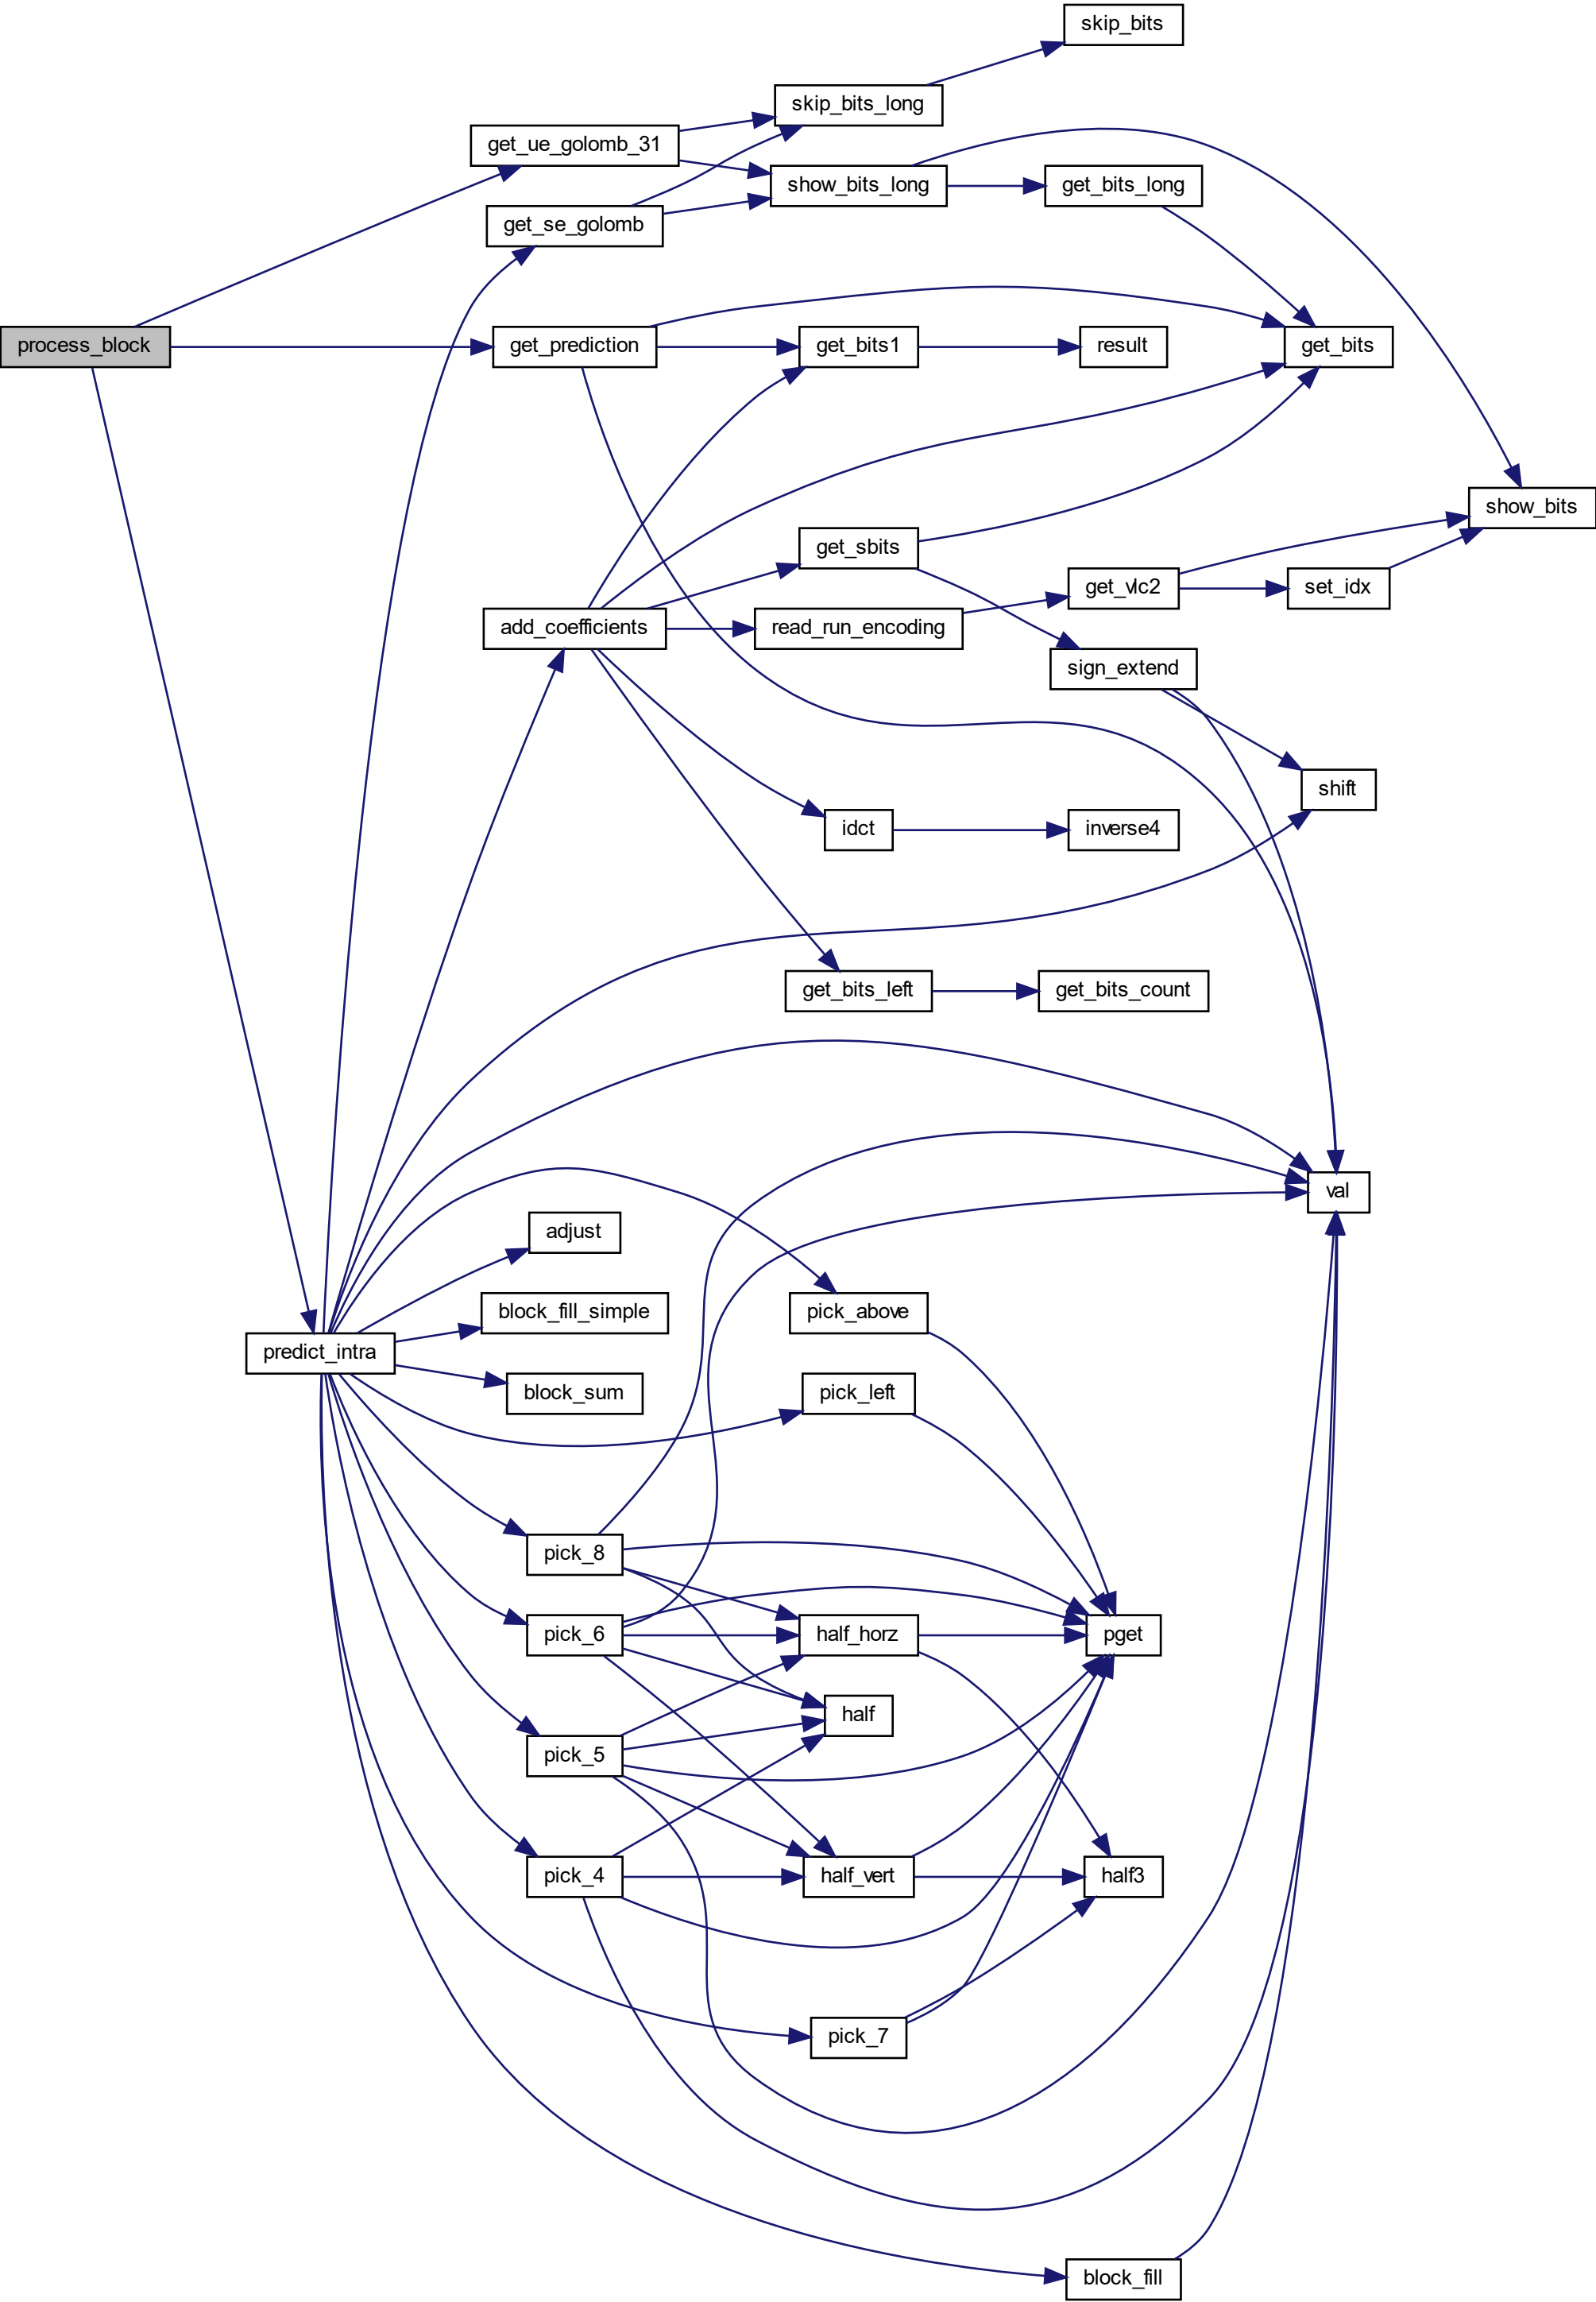 skip_bits
skip_bits_long
get_ue_golomb_31
show_bits_long
get_bits_long
get_se_golomb
process_block
get_prediction
get_bits1
result
get_bits
show_bits
get_sbits
get_vlc2
set_idx
add_coefficients
read_run_encoding
sign_extend
shift
idct
inverse4
get_bits_left
get_bits_count
val
adjust
block_fill_simple
pick_above
predict_intra
block_sum
pick_left
pick_8
pick_6
half_horz
pget
half
pick_5
pick_4
half_vert
half3
pick_7
block_fill